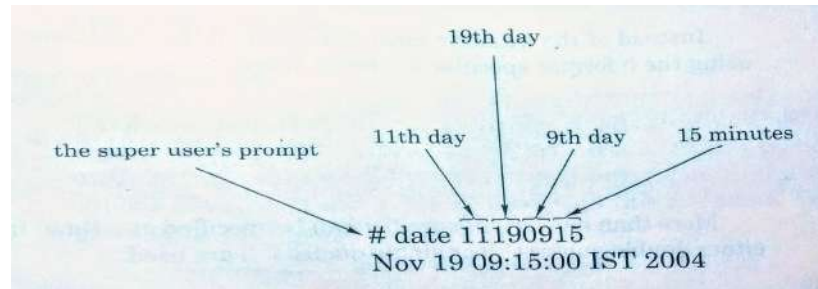 19th day
11th day
9th day
15 minutes
the super user's prompt
# date 11190915
Nov 19 09:15:00 IST 2004